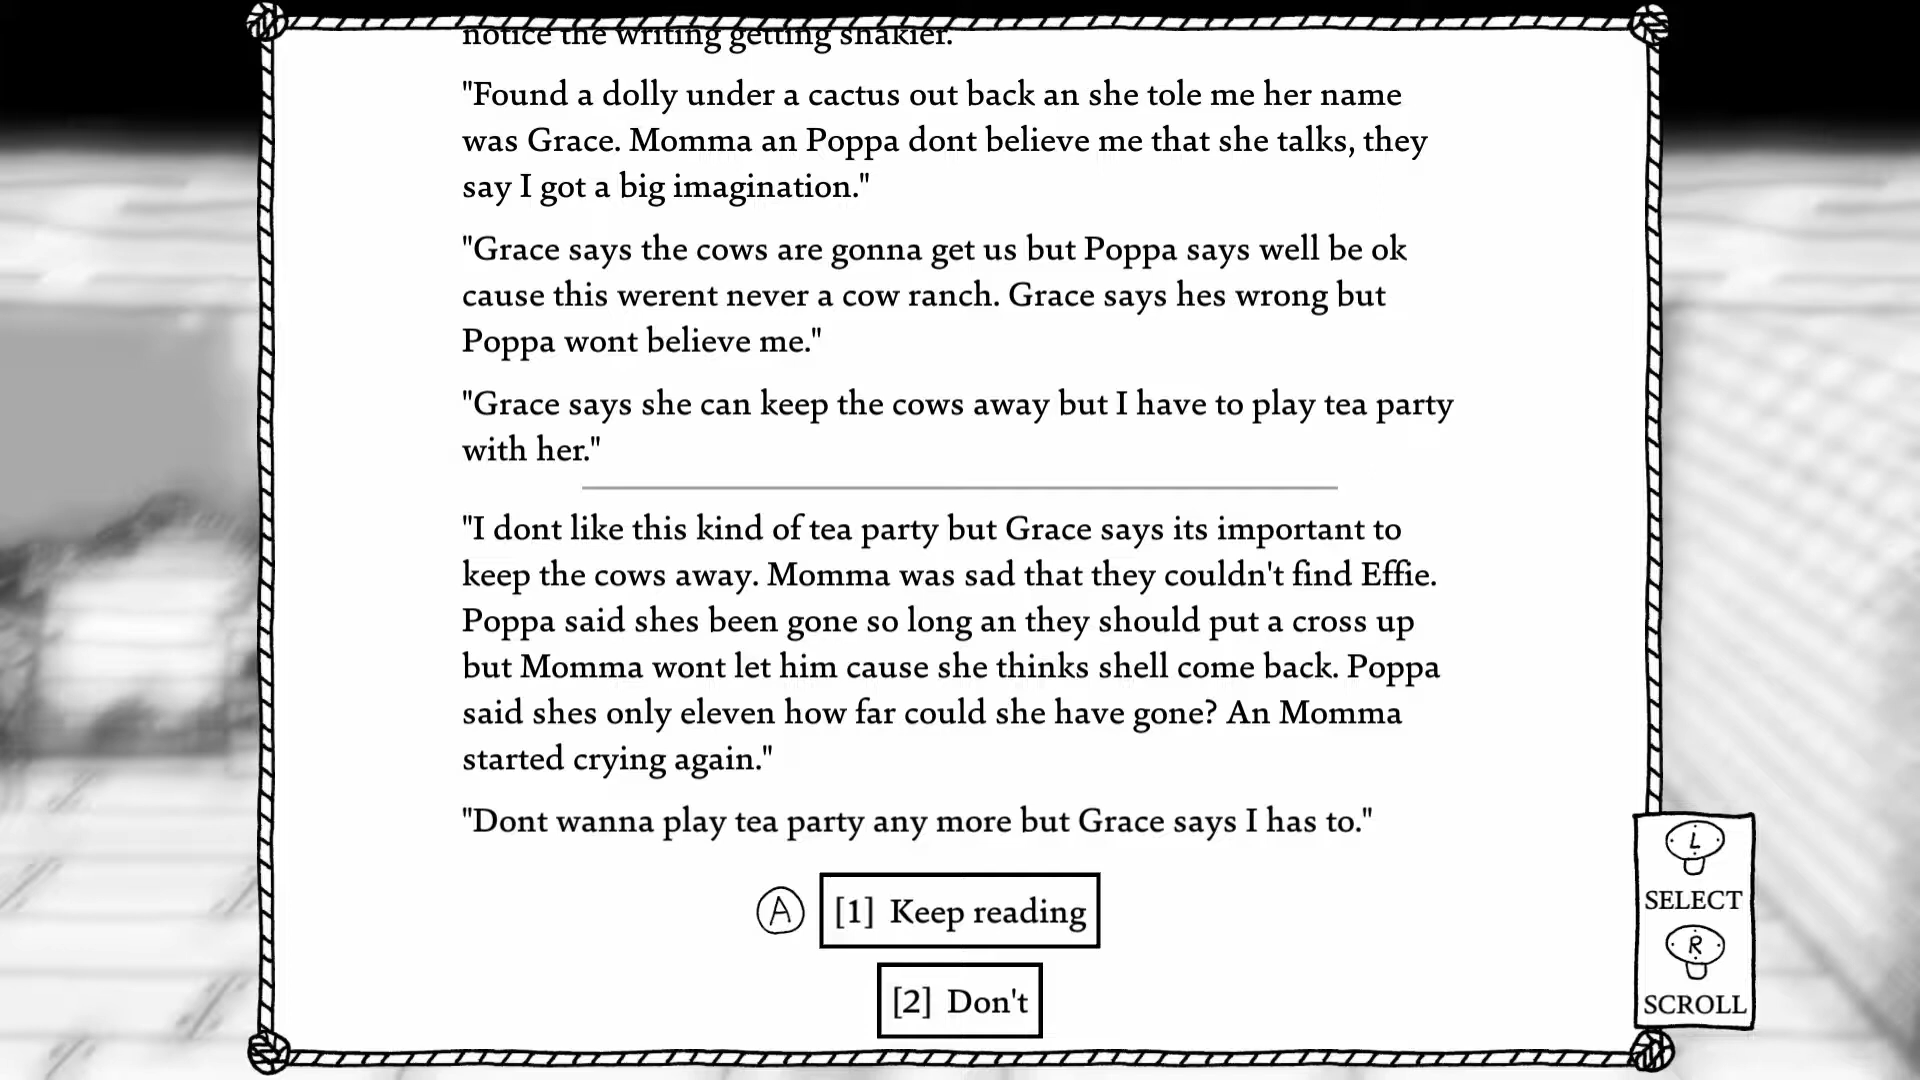 notice the writing getting shakier.
"Found a dolly under a cactus out back an she tole me her name
was Grace. Momma an Poppa dont believe me that she talks, they
say I got a big imagination."
"Grace says the cows are gonna get us but Poppa says well be ok
cause this werent never a cow ranch. Grace says hes wrong but
Poppa wont believe me."
"Grace says she can keep the cows away but I have to play tea party
with her."
"I dont like this kind of tea party but Grace says its important to
keep the cows away. Momma was sad that they couldn't find Effie.
Poppa said shes been gone so long an they should put a cross up
but Momma wont let him cause she thinks shell come back. Poppa
said shes only eleven how far could she have gone? An Momma
started crying again."
"Dont wanna play tea party any more but Grace says I has to."
A [1] Keep reading
[2] Don't
L
SELECT
R
SCROLL